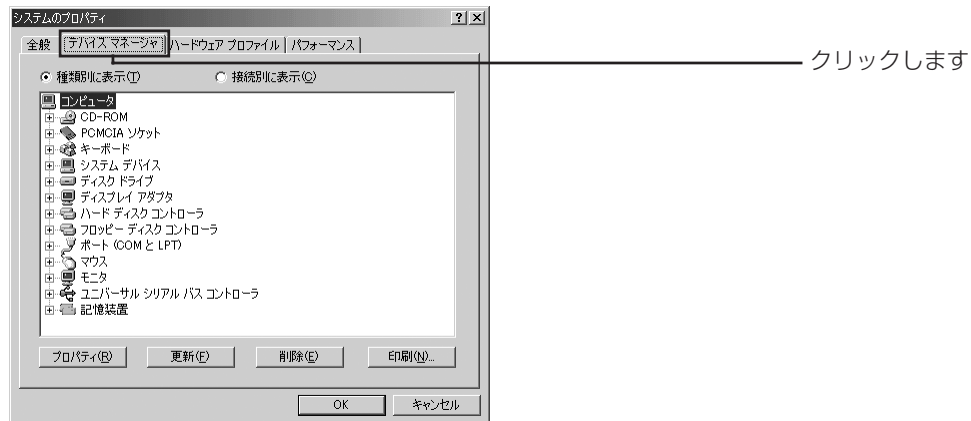 システムのプロパティ
全般 デバイス マネージャ ハードウェア プロファイル パフォーマンス
クリックします
種類別に表示(T) 接続別に表示(C)
コンピュータ
CD-ROM
PCMCIA ソケット
キーボード
システム デバイス
ディスク ドライブ
ディスプレイ アダプタ
ハード ディスク コントローラ
フロッピー ディスク コントローラ
ポート (COM と LPT)
マウス
モニタ
ユニバーサル シリアル バス コントローラ
記憶装置
プロパティ(R) 更新(F) 削除(E) 印刷(N)...
OK キャンセル